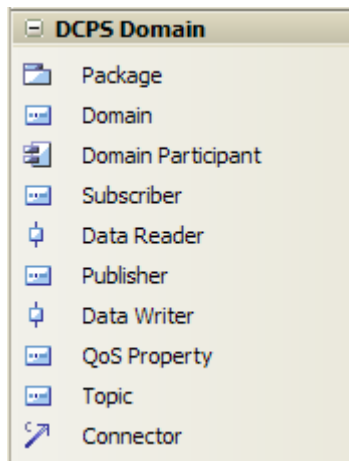 DCPS Domain
Package
Domain
Domain Participant
Subscriber
Data Reader
Publisher
Data Writer
QoS Property
Topic
Connector